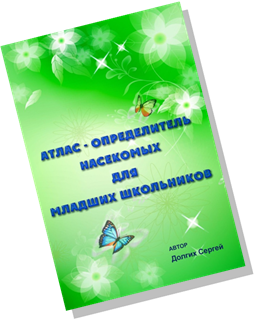 АТЛАС - ОПРЕДЕЛИТЕЛЬ
НАСЕКОМЫХ
ДЛЯ
МЛАДШИХ ШКОЛЬНИКОВ
АВТОР
Долгих Сергей